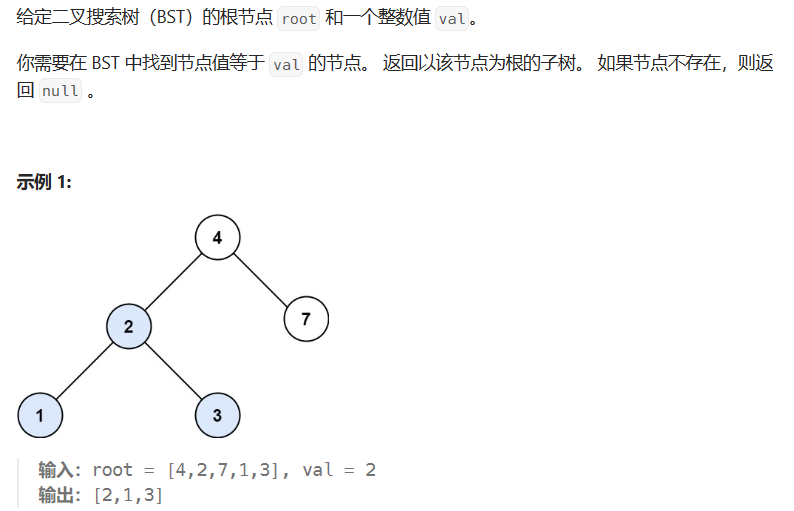 给定二叉搜索树（BST）的根节点 root 和一个整数值 val。
你需要在 BST 中找到节点值等于 val 的节点。 返回以该节点为根的子树。 如果节点不存在，则返
回 null 。
示例 1:
4
2
7
1
3
输入：root = [4,2,7,1,3], val = 2
输出：[2,1,3]